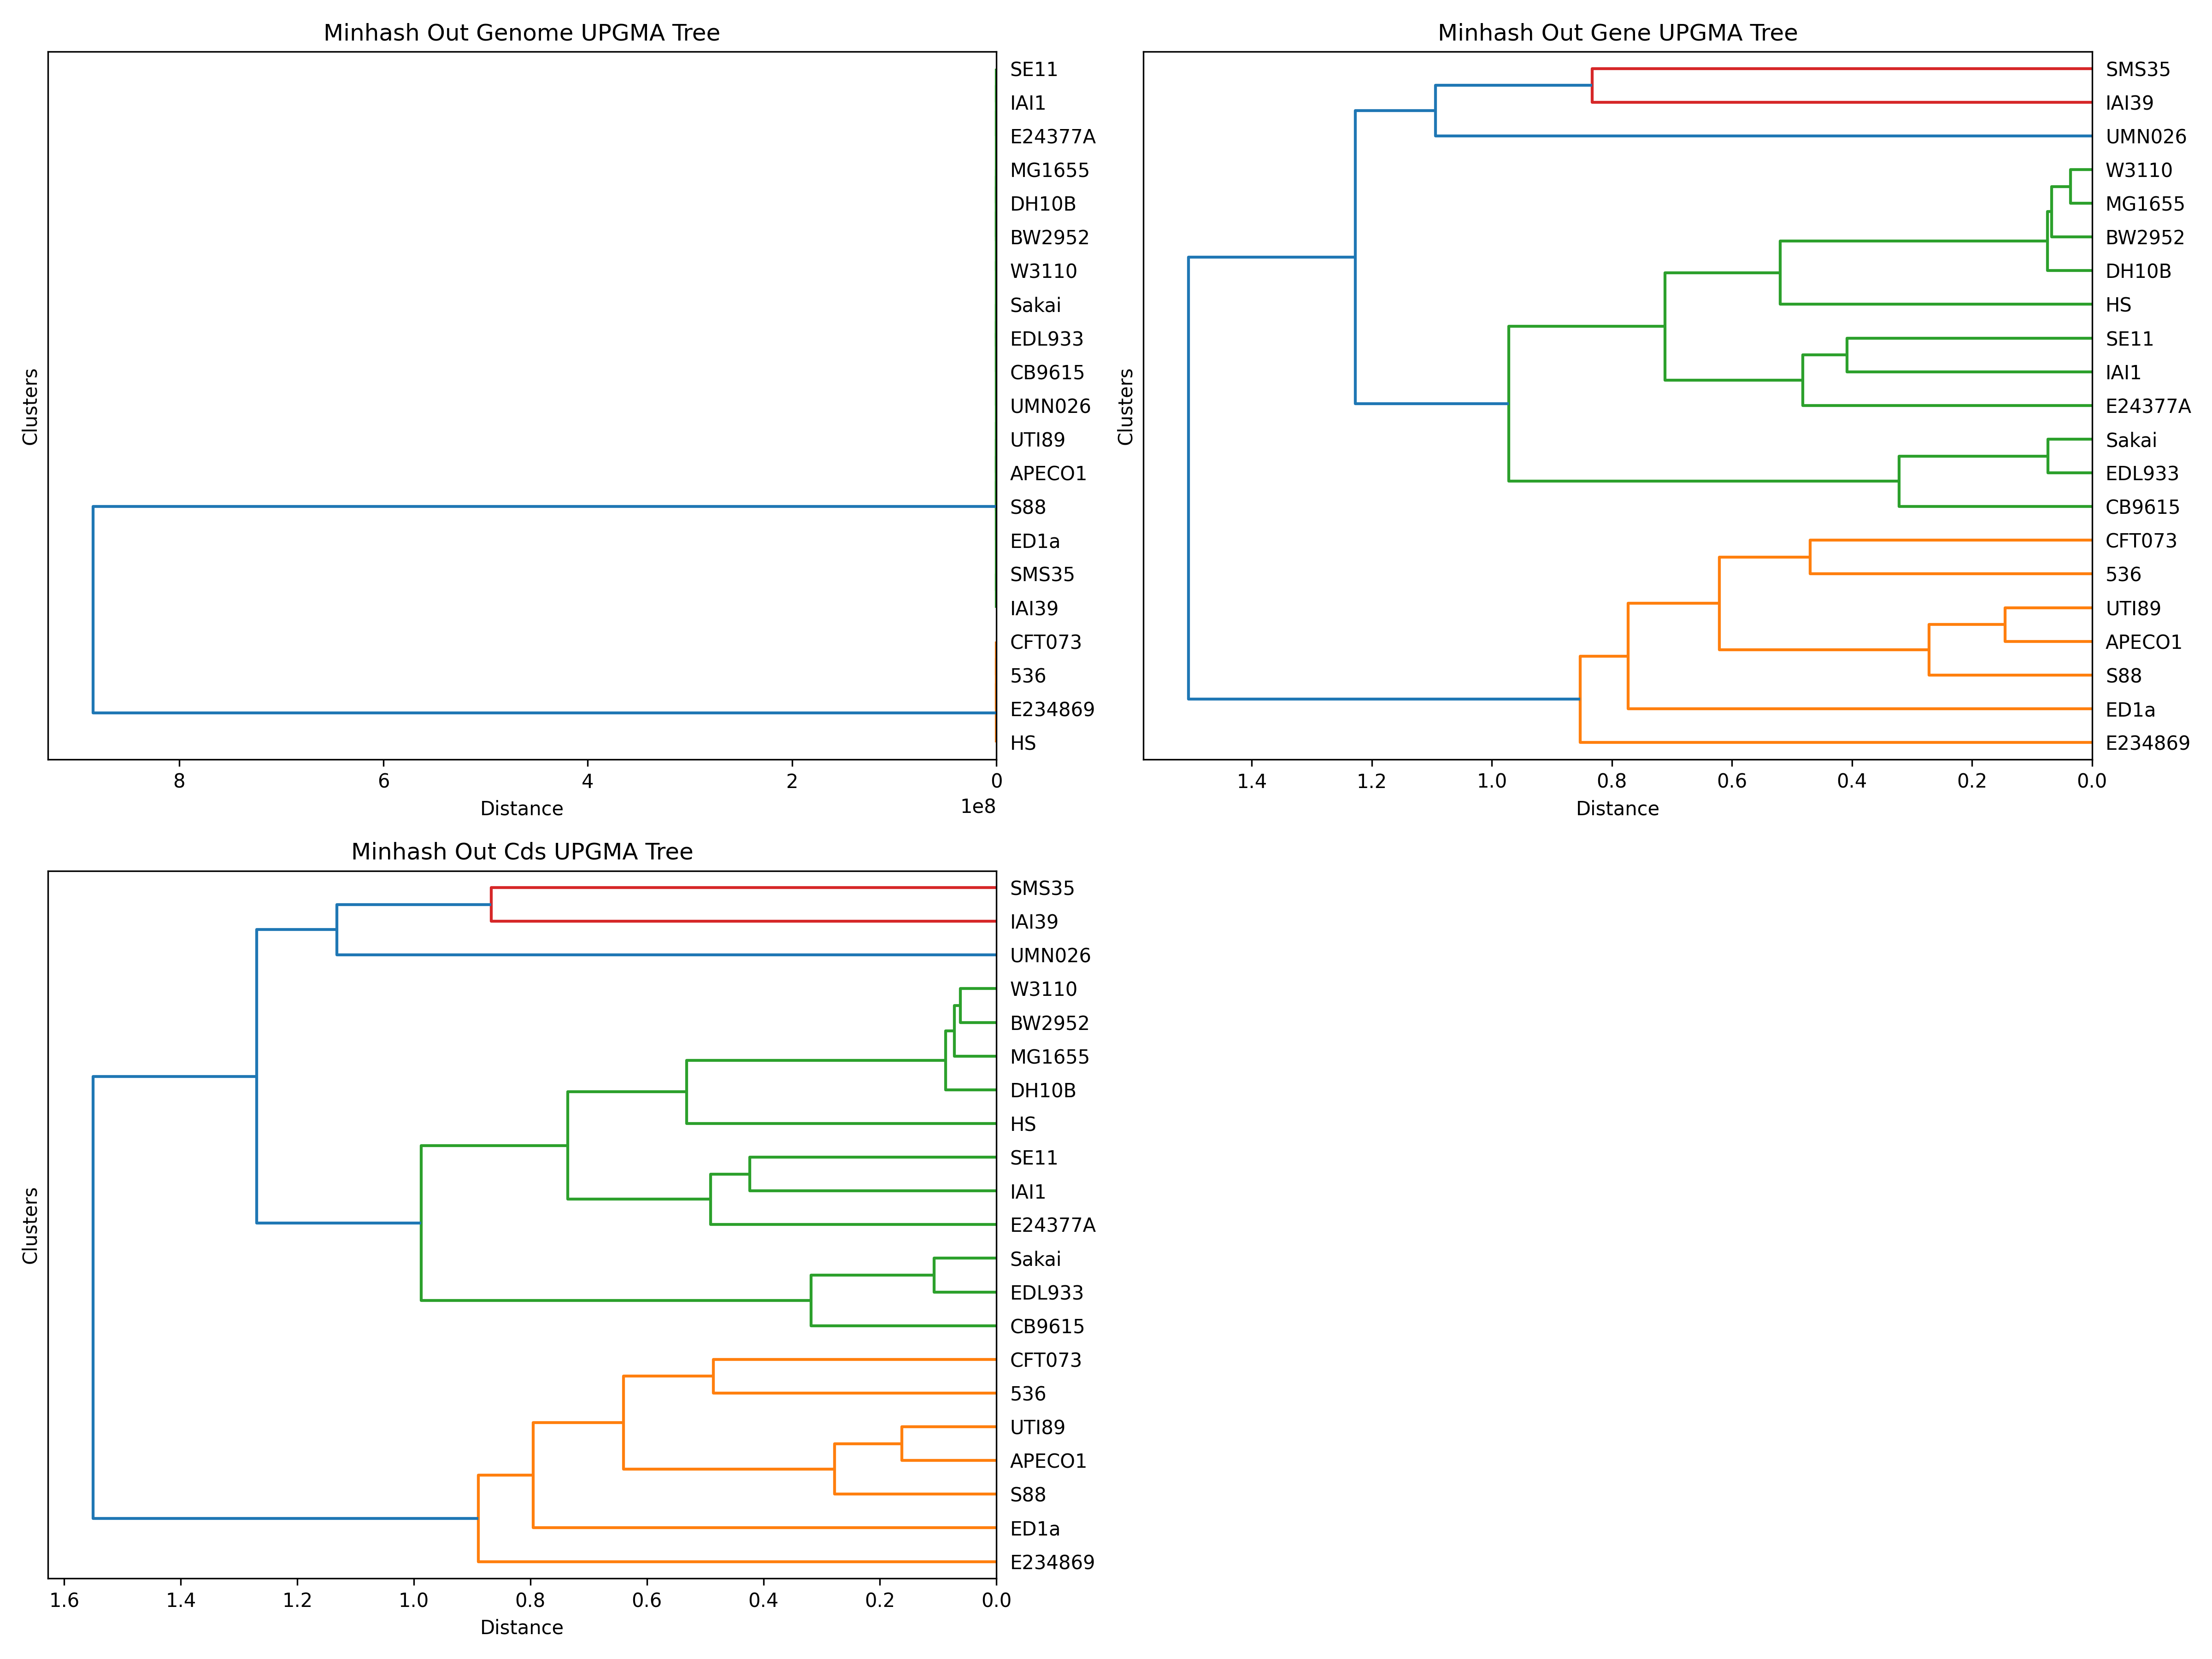 Minhash Out Genome UPGMA Tree
SE11
IAI1
E24377A
MG1655
DH10B
BW2952
W3110
Sakai
EDL933
CB9615
UMN026
UTI89
APECO1
S88
ED1a
SMS35
IAI39
CFT073
536
E234869
HS
Clusters
8 6 4 2 0
1e8
Distance
Minhash Out Gene UPGMA Tree
SMS35
IAI39
UMN026
W3110
MG1655
BW2952
DH10B
HS
SE11
IAI1
E24377A
Sakai
EDL933
CB9615
CFT073
536
UTI89
APECO1
S88
ED1a
E234869
Clusters
1.4 1.2 1.0 0.8 0.6 0.4 0.2 0.0
Distance
Minhash Out Cds UPGMA Tree
SMS35
IAI39
UMN026
W3110
BW2952
MG1655
DH10B
HS
SE11
IAI1
E24377A
Sakai
EDL933
CB9615
CFT073
536
UTI89
APECO1
S88
ED1a
E234869
Clusters
1.6 1.4 1.2 1.0 0.8 0.6 0.4 0.2 0.0
Distance